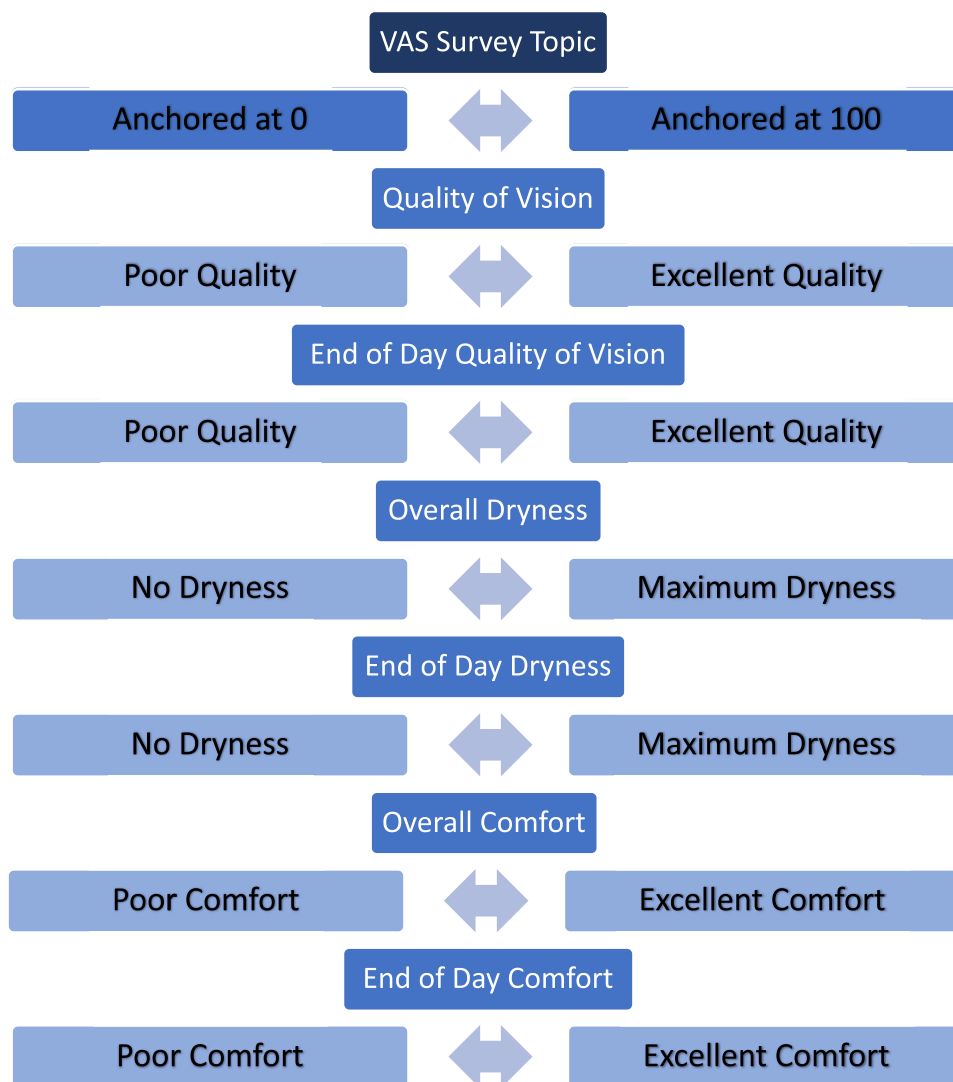 VAS Survey Topic
Anchored at 0
Anchored at 100
Quality of Vision
Poor Quality
Excellent Quality
End of Day Quality of Vision
Poor Quality
Excellent Quality
Overall Dryness
No Dryness
Maximum Dryness
End of Day Dryness
No Dryness
Maximum Dryness
Overall Comfort
Poor Comfort
Excellent Comfort
End of Day Comfort
Poor Comfort
Excellent Comfort